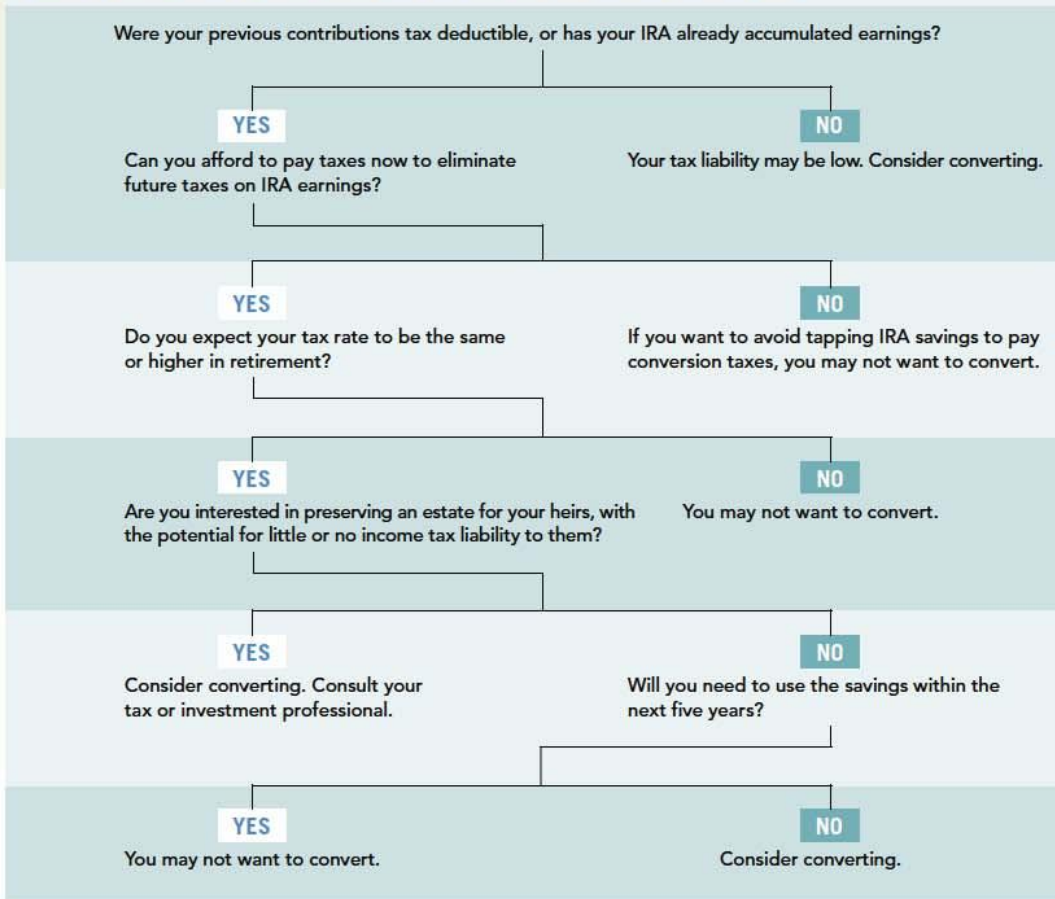 Were your previous contributions tax deductible, or has your IRA already accumulated earnings?
YES
Can you afford to pay taxes now to eliminate
future taxes on IRA earnings?
NO
Your tax liability may be low. Consider converting.
YES
Do you expect your tax rate to be the same
or higher in retirement?
NO
If you want to avoid tapping IRA savings to pay
conversion taxes, you may not want to convert.
YES
Are you interested in preserving an estate for your heirs, with
the potential for little or no income tax liability to them?
NO
You may not want to convert.
YES
Consider converting. Consult your
tax or investment professional.
NO
Will you need to use the savings within the
next five years?
YES
You may not want to convert.
NO
Consider converting.